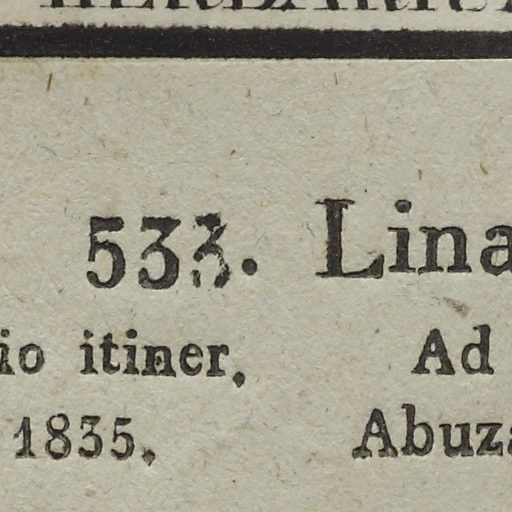 533. Lina
io itiner. Ad
1835. Abuza